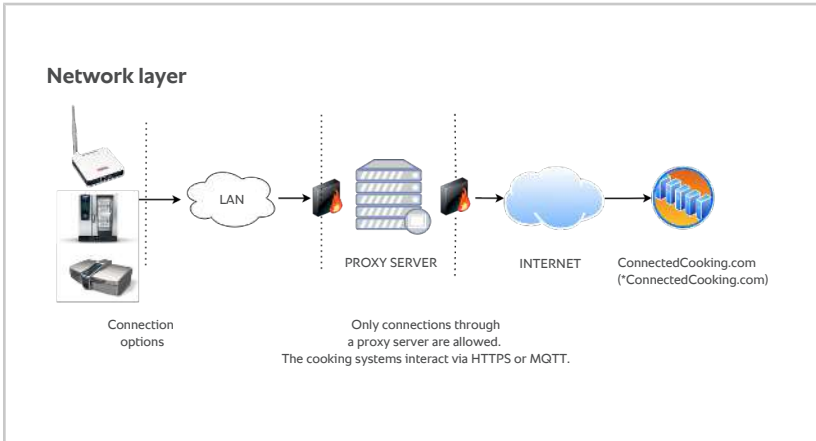 Network layer
LAN
PROXY SERVER
INTERNET
ConnectedCooking.com
(*ConnectedCooking.com)
Connection
options
Only connections through
a proxy server are allowed.
The cooking systems interact via HTTPS or MQTT.